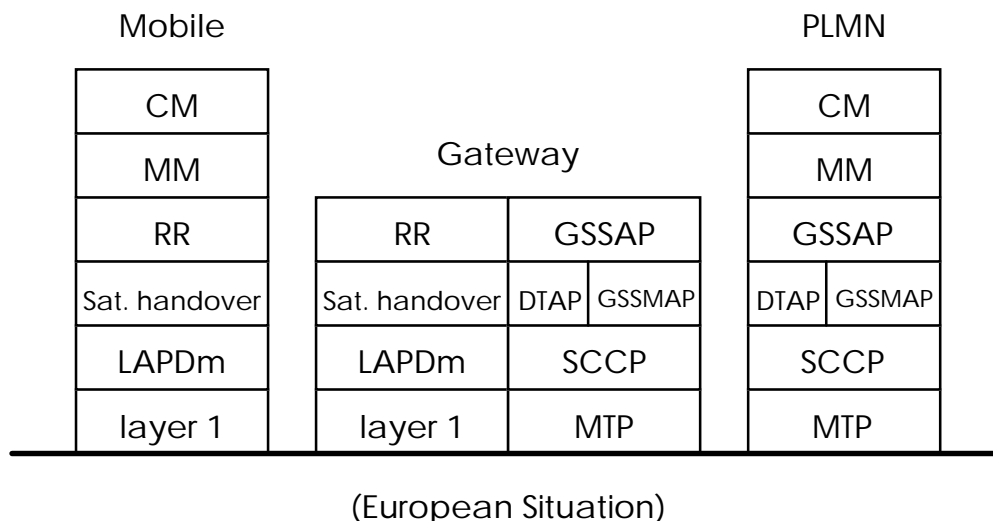 Mobile PLMN
CM CM
MM Gateway MM
RR RR GSSAP GSSAP
Sat. handover Sat. handover DTAP GSSMAP DTAP GSSMAP
LAPDm LAPDm SCCP SCCP
layer 1 layer 1 MTP MTP
(European Situation)